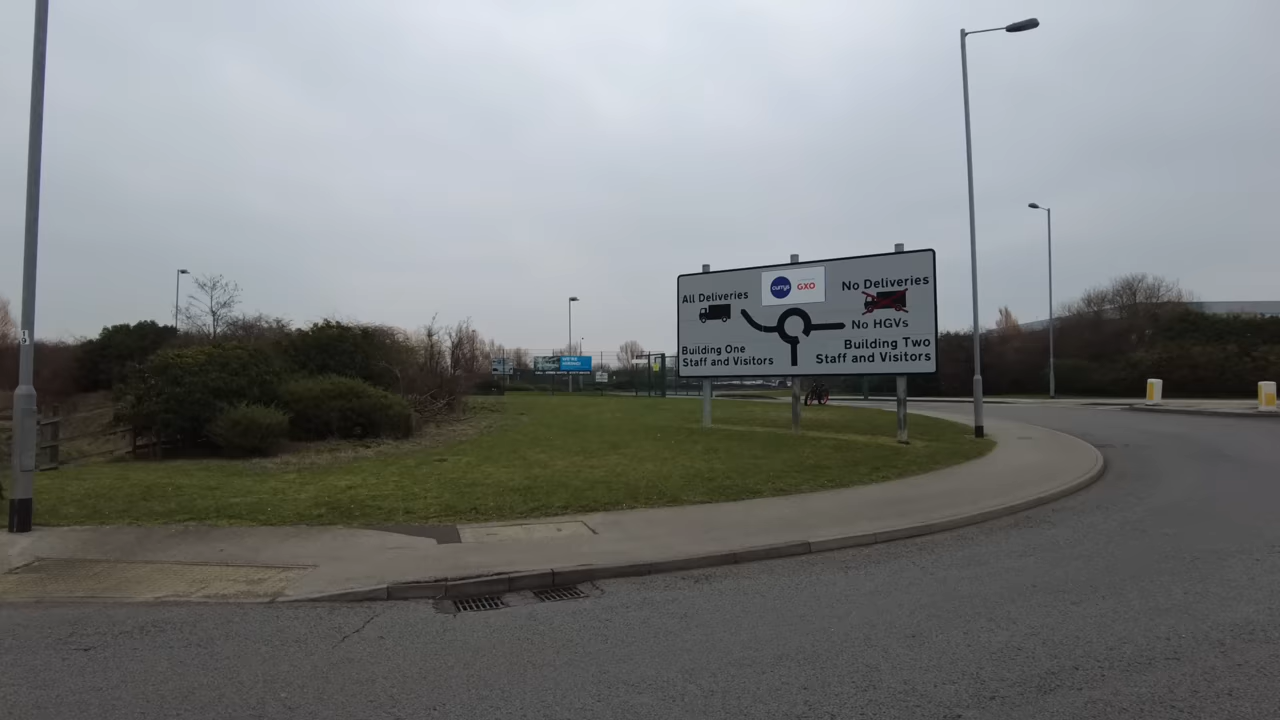 currys
GXO
All Deliveries
No Deliveries
No HGVs
Building One
Staff and Visitors
Building Two
Staff and Visitors